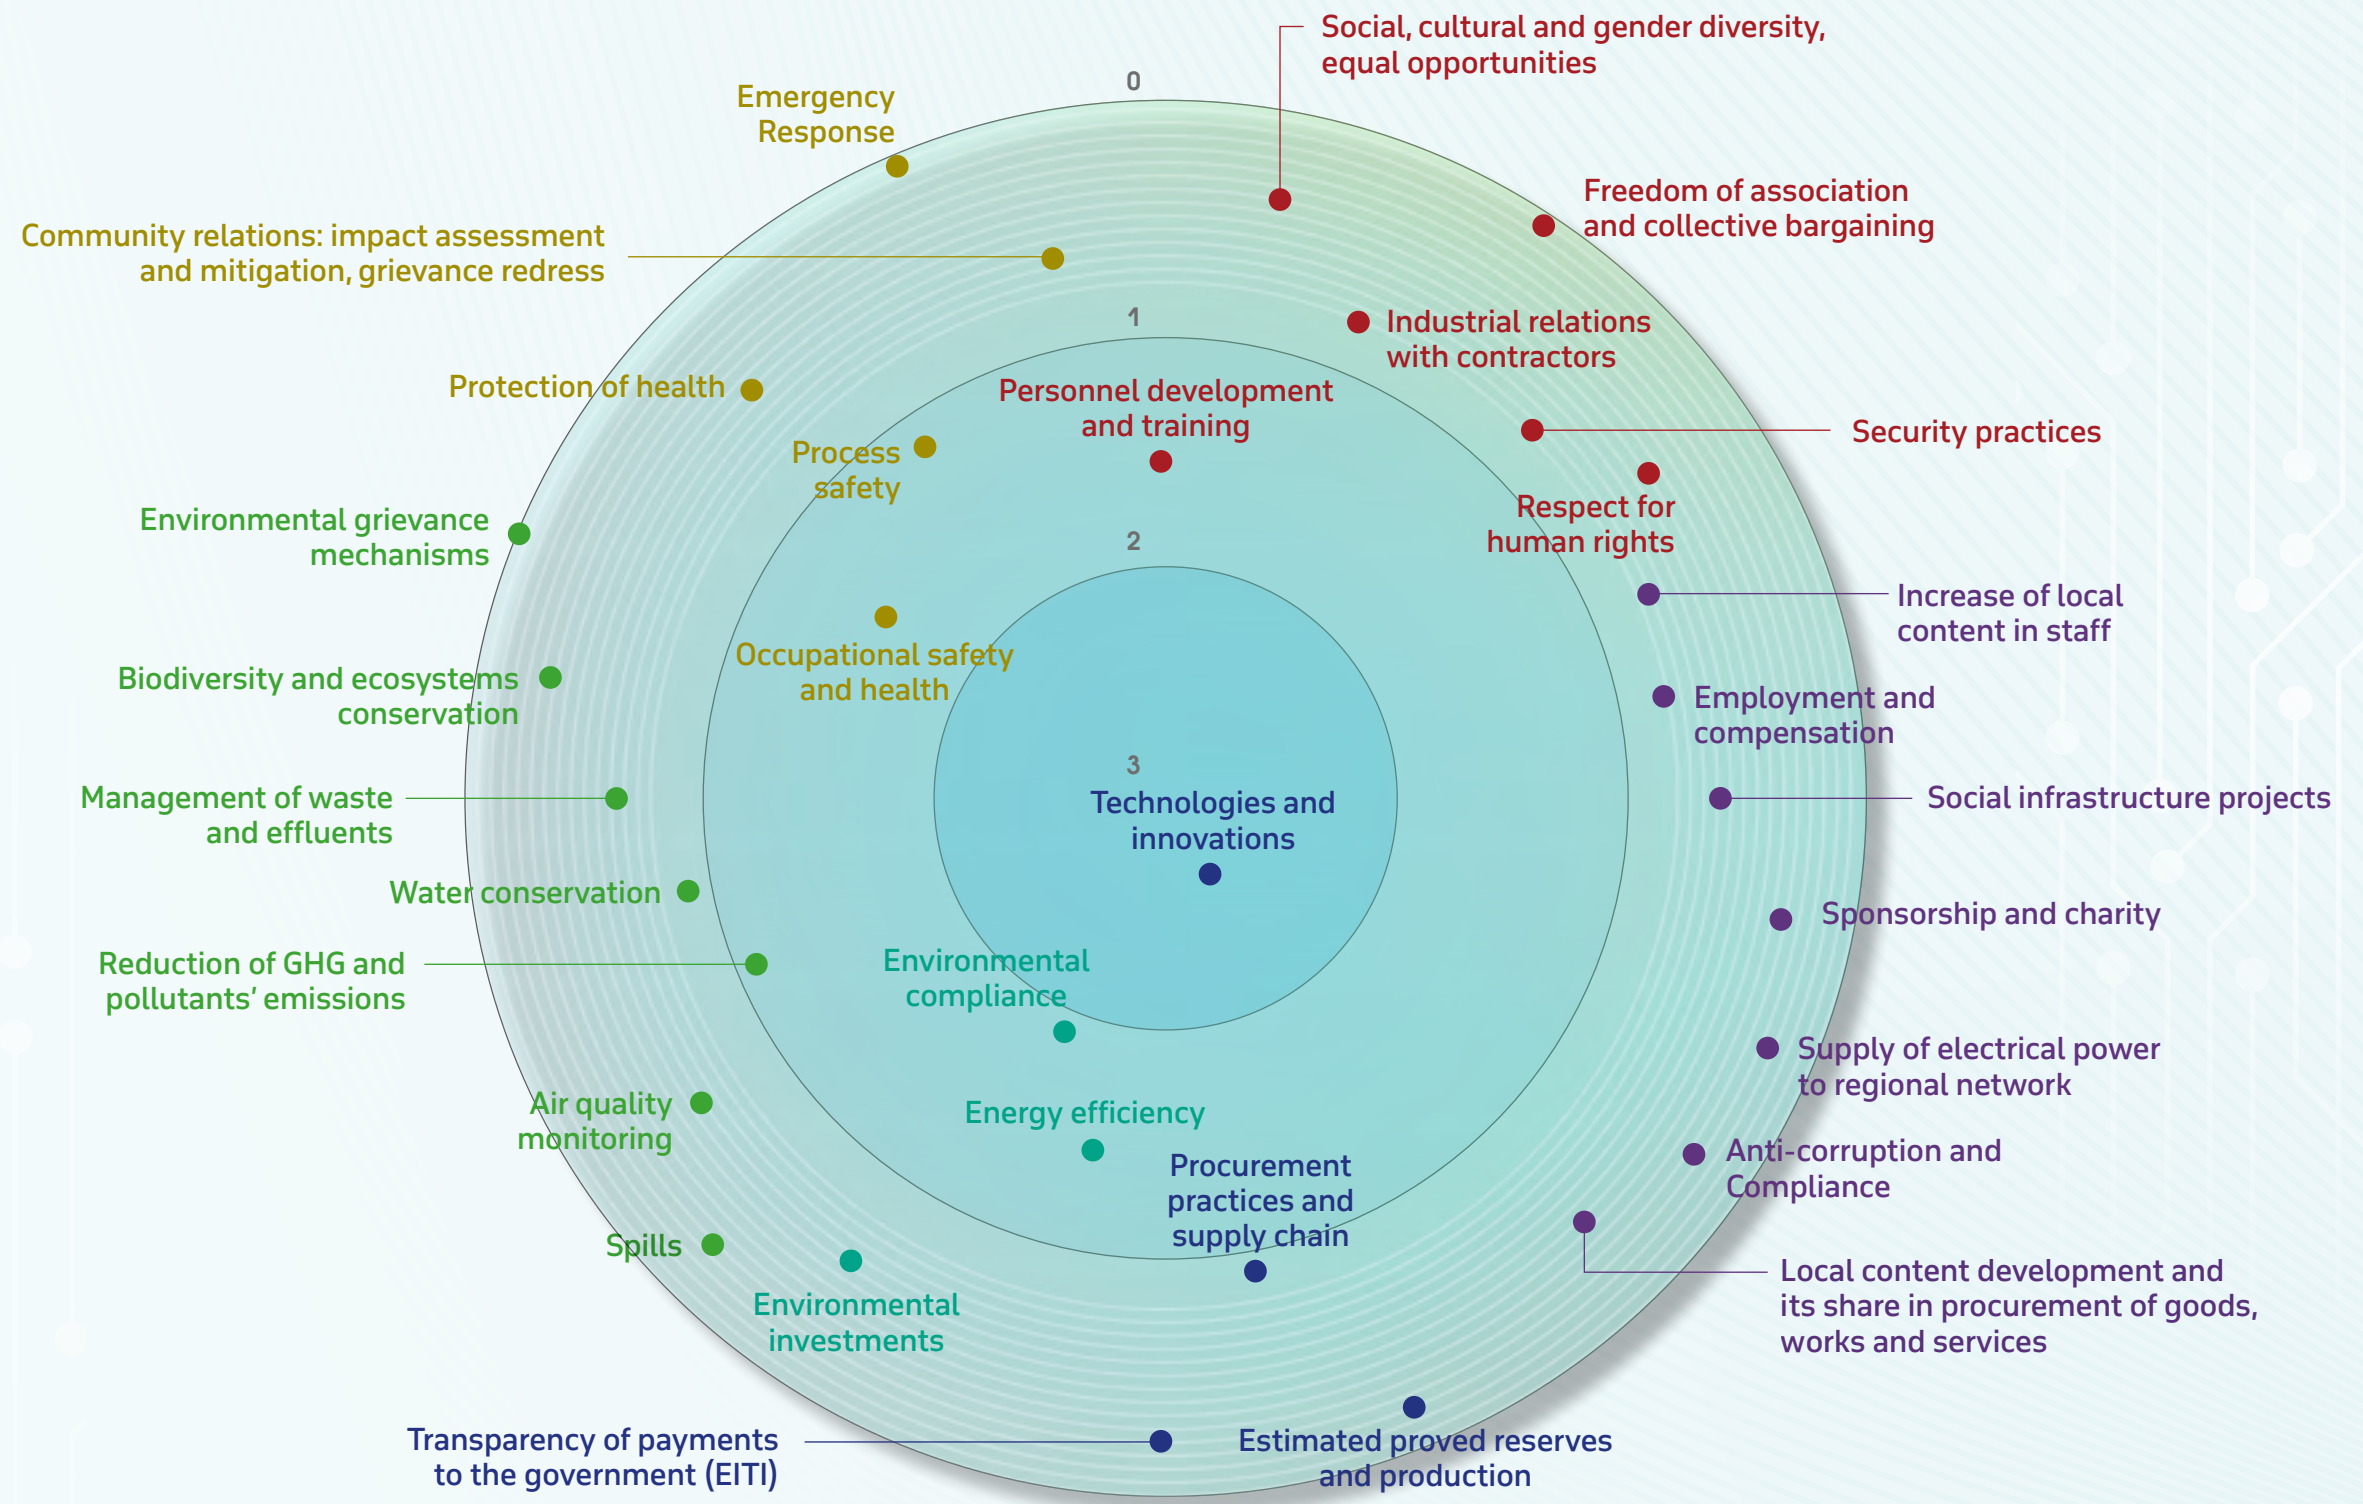 Social, cultural and gender diversity,
equal opportunities
0
Emergency
Response
Freedom of association
and collective bargaining
Community relations: impact assessment
and mitigation, grievance redress
1
Industrial relations
with contractors
Protection of health
Personnel development
and training
Process
safety
Security practices
Respect for
human rights
Environmental grievance
mechanisms
2
Increase of local
content in staff
Occupational safety
and health
Biodiversity and ecosystems
conservation
Employment and
compensation
3
Technologies and
innovations
Management of waste
and effluents
Social infrastructure projects
Water conservation
Sponsorship and charity
Reduction of GHG and
pollutants’ emissions
Environmental
compliance
Supply of electrical power
to regional network
Air quality
monitoring
Energy efficiency
Procurement
practices and
supply chain
Anti-corruption and
Compliance
Spills
Environmental
investments
Local content development and
its share in procurement of goods,
works and services
Transparency of payments
to the government (EITI)
Estimated proved reserves
and production